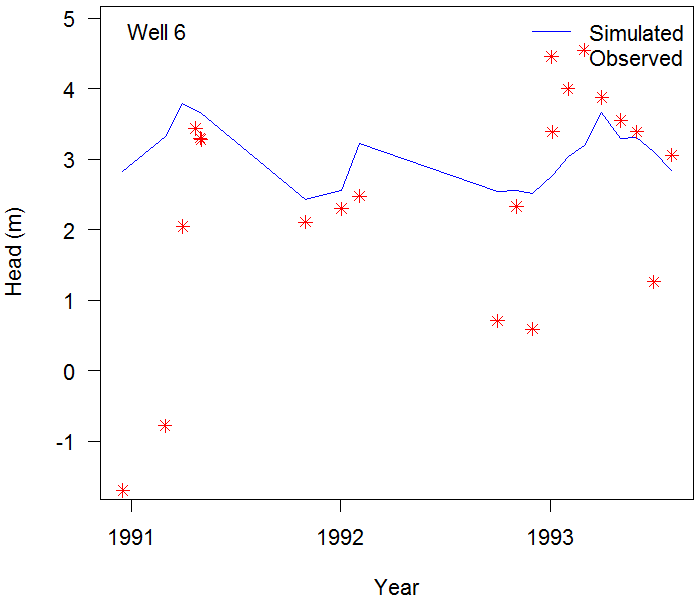 Well 6
Simulated
Observed
5
4
3
2
1
0
-1
Head (m)
1991
1992
1993
Year